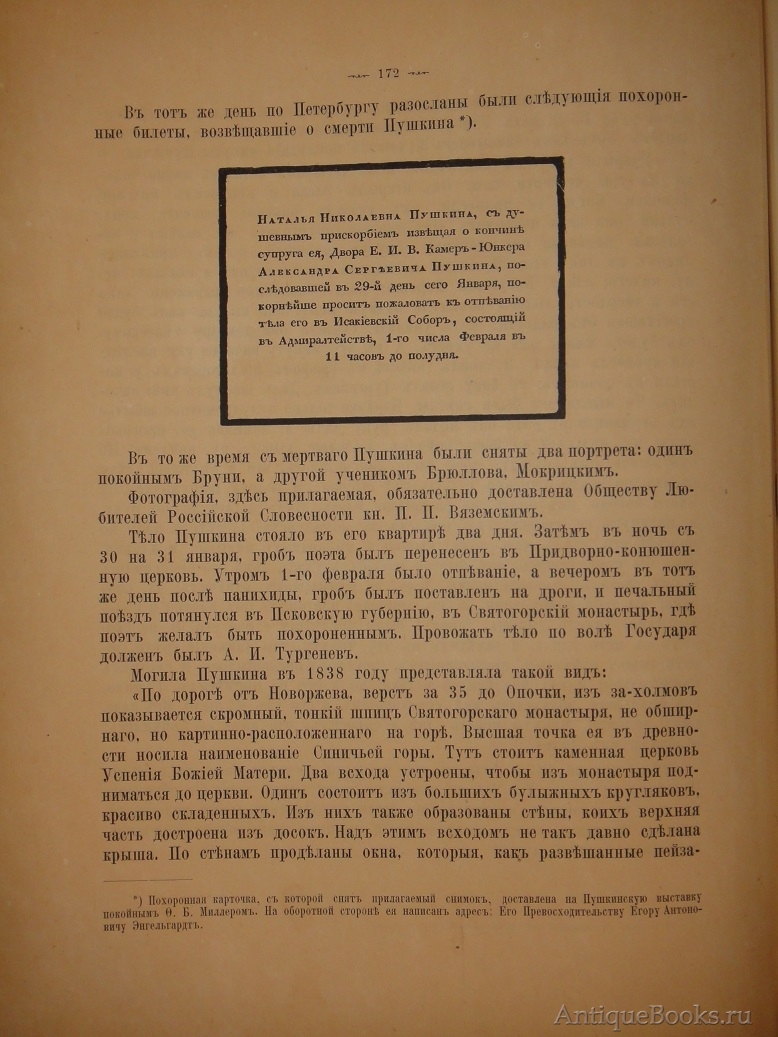 172
Въ тотъ же день по Петербургу разосланы были слѣдующія похорон-
ные билеты, возвѣщавшіе о смерти Пушкина*).
Наталья Николаевна Пушкина, съ ду-
шевнымъ прискорбіемъ извѣщая о кончинѣ
супруга ея, Двора Е. И. В. Камеръ-Юнкера
Александра Сергѣевича Пушкина, по-
слѣдовавшей въ 29-й день сего Января, по-
корнѣйше проситъ пожаловать къ отпѣванію
тѣла его въ Исакіевскій Соборъ, состоящій
въ Адмиралтействѣ, 1-го числа Февраля въ
11 часовъ до полудня.
Въ то же время съ мертваго Пушкина были сняты два портрета: одинъ
покойнымъ Бруни, а другой ученикомъ Брюллова, Мокрицкимъ.
Фотографія, здѣсь прилагаемая, обязательно доставлена Обществу Лю-
бителей Россійской Словесности кн. П. П. Вяземскимъ.
Тѣло Пушкина стояло въ его квартирѣ два дня. Затѣмъ въ ночь съ
30 на 31 января, гробъ поэта былъ перенесенъ въ Придворно-конюшен-
ную церковь. Утромъ 1-го февраля было отпѣваніе, а вечеромъ въ тотъ
же день послѣ панихиды, гробъ былъ поставленъ на дроги, и печальный
поѣздъ потянулся въ Псковскую губернію, въ Святогорскій монастырь, гдѣ
поэтъ желалъ быть похороненнымъ. Провожать тѣло по волѣ Государя
долженъ былъ А. И. Тургеневъ.
Могила Пушкина въ 1838 году представляла такой видъ:
«По дорогѣ отъ Новоржева, верстъ за 35 до Опочки, изъ за-холмовъ
показывается скромный, тонкій шпицъ Святогорскаго монастыря, не обшир-
наго, но картинно-расположеннаго на горѣ. Высшая точка ея въ древно-
сти носила наименованіе Синичьей горы. Тутъ стоитъ каменная церковь
Успенія Божіей Матери. Два всхода устроены, чтобы изъ монастыря под-
ниматься до церкви. Одинъ состоитъ изъ большихъ булыжныхъ кругляковъ,
красиво складенныхъ. Изъ нихъ также образованы стѣны, коихъ верхняя
часть достроена изъ досокъ. Надъ этимъ всходомъ не такъ давно сдѣлана
крыша. По стѣнамъ продѣланы окна, которыя, какъ развѣшанные пейза-
*) Похоронная карточка, съ которой снятъ прилагаемый снимокъ, доставлена на Пушкинскую выставку
покойнымъ Ѳ. Б. Миллеромъ. На оборотной сторонѣ ея написанъ адресъ: Его Превосходительству Егору Антоно-
вичу Энгельгардтъ.
AntiqueBooks.ru